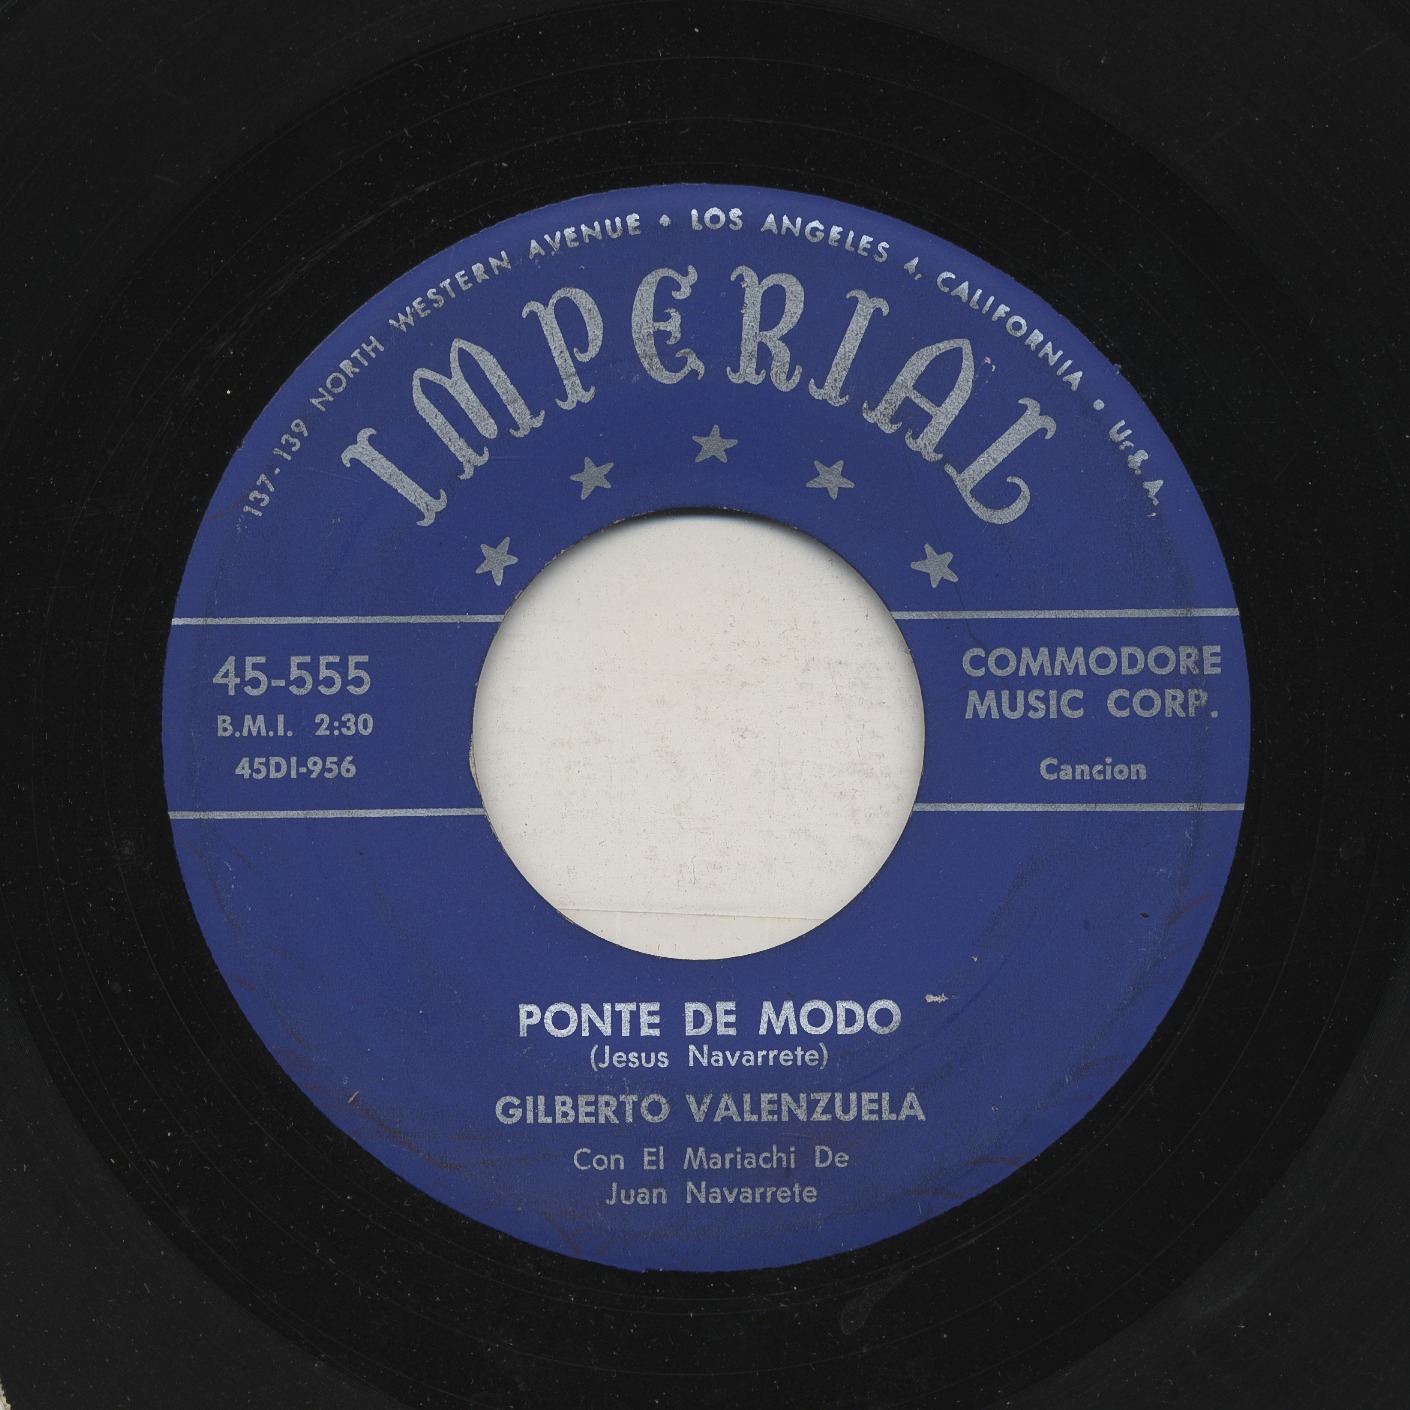 137-139 NORTH WESTERN AVENUE • LOS ANGELES 4, CALIFORNIA • U.S.A.
IMPERIAL
45-555
B.M.I. 2:30
45DI-956
COMMODORE
MUSIC CORP.
Cancion
PONTE DE MODO
(Jesus Navarrete)
GILBERTO VALENZUELA
Con El Mariachi De
Juan Navarrete